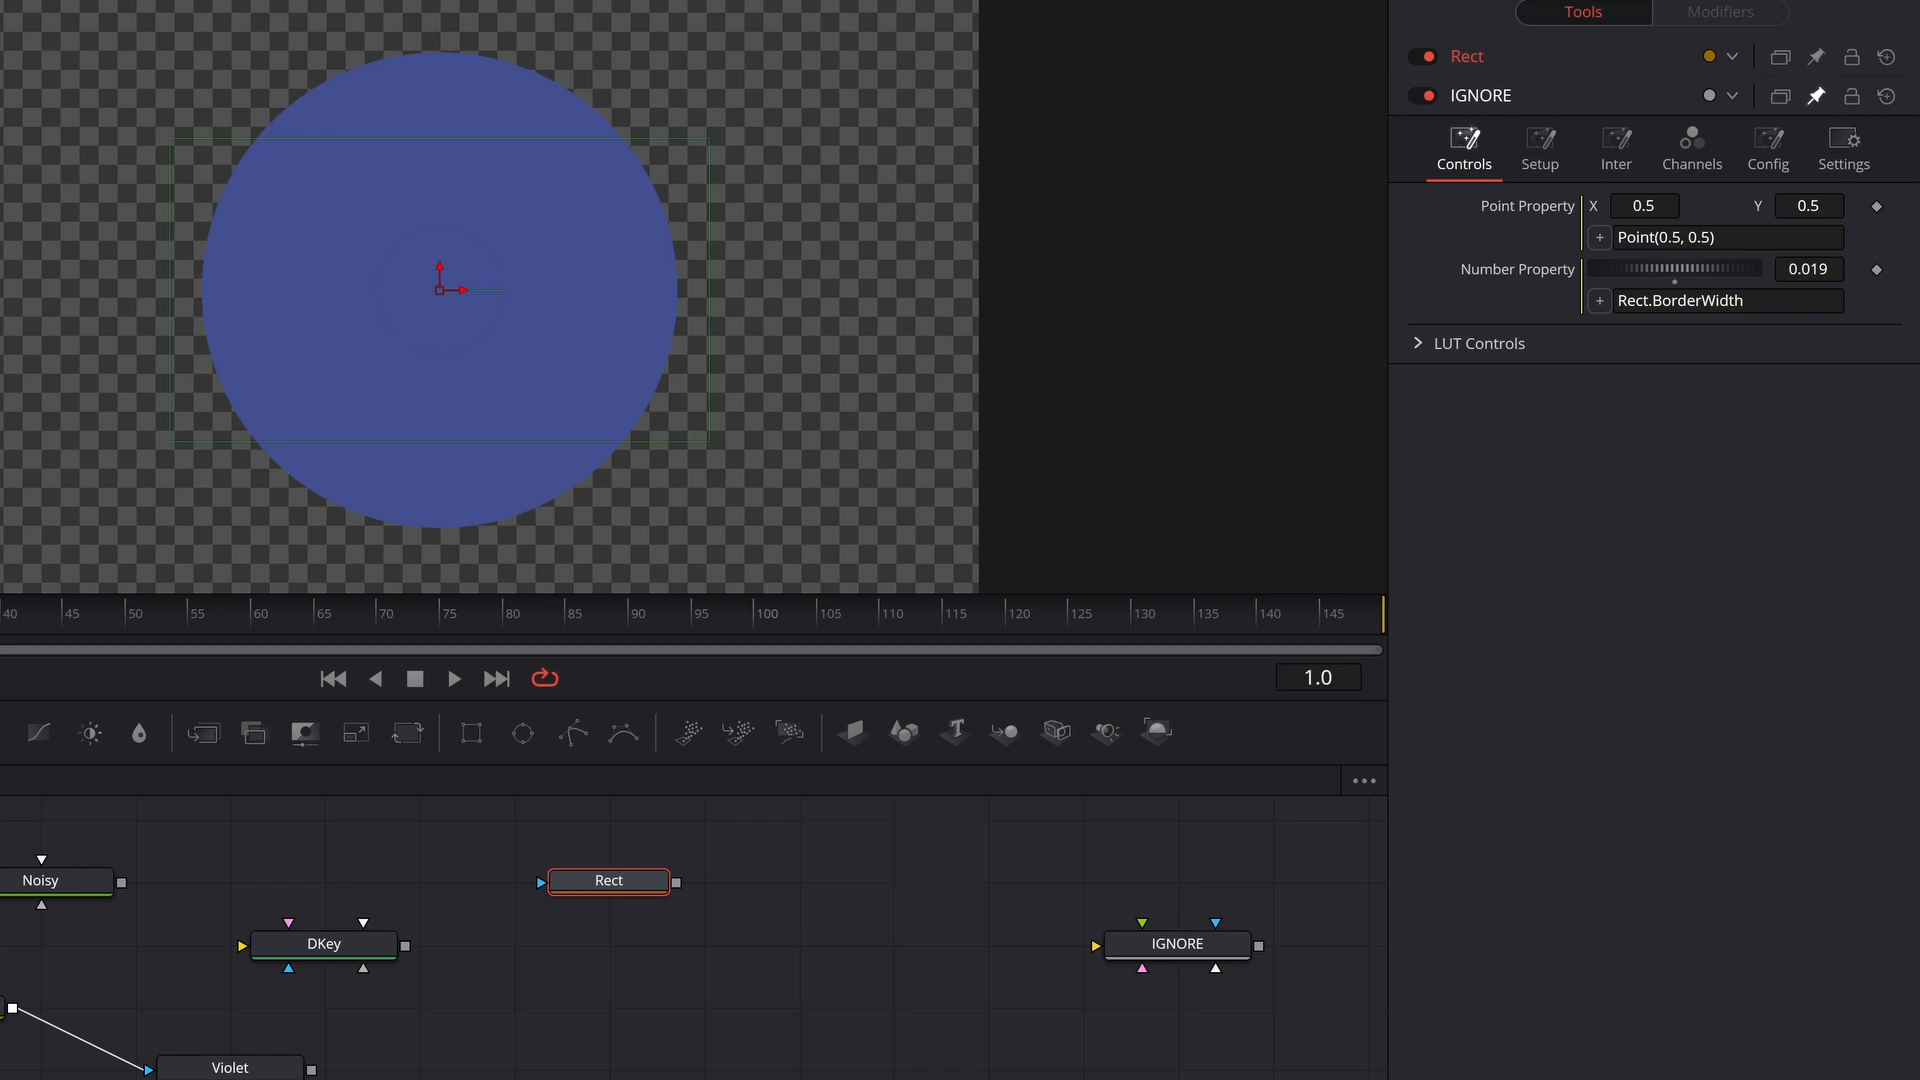 Tools Modifiers
Rect
IGNORE
Controls Setup Inter Channels Config Settings
Point Property X 0.5 Y 0.5
+ Point(0.5, 0.5)
Number Property 0.019
+ Rect.BorderWidth
LUT Controls
40 45 50 55 60 65 70 75 80 85 90 95 100 105 110 115 120 125 130 135 140 145
1.0
Noisy
Rect
DKey
IGNORE
Violet